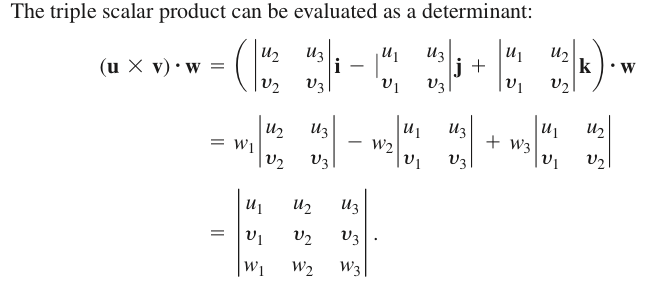 The triple scalar product can be evaluated as a determinant:
(u × v) · w = ( | u₂ u₃ ; v₂ v₃ | i − | u₁ u₃ ; v₁ v₃ | j + | u₁ u₂ ; v₁ v₂ | k ) · w
= w₁ | u₂ u₃ ; v₂ v₃ | − w₂ | u₁ u₃ ; v₁ v₃ | + w₃ | u₁ u₂ ; v₁ v₂ |
= | u₁ u₂ u₃ ; v₁ v₂ v₃ ; w₁ w₂ w₃ | .